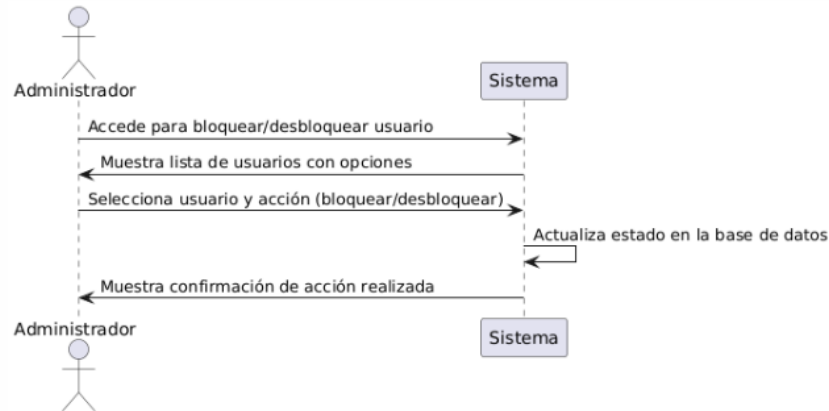 Administrador
Sistema
Accede para bloquear/desbloquear usuario
Muestra lista de usuarios con opciones
Selecciona usuario y acción (bloquear/desbloquear)
Actualiza estado en la base de datos
Muestra confirmación de acción realizada
Administrador
Sistema